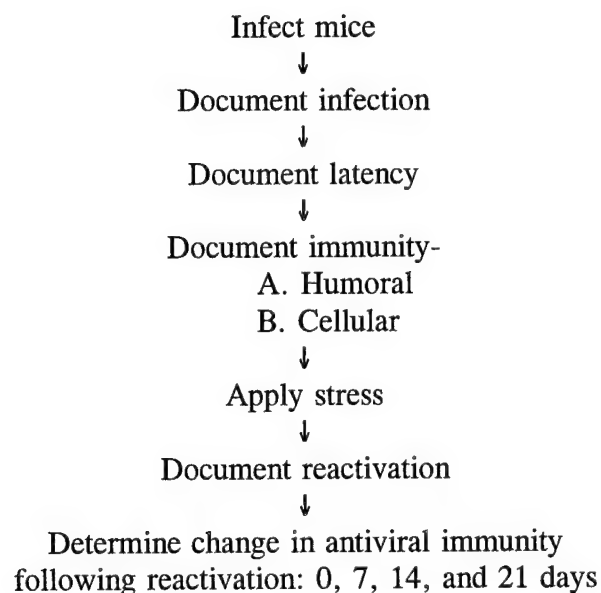 Infect mice
↓
Document infection
↓
Document latency
↓
Document immunity-
A. Humoral
B. Cellular
↓
Apply stress
↓
Document reactivation
↓
Determine change in antiviral immunity
following reactivation: 0, 7, 14, and 21 days